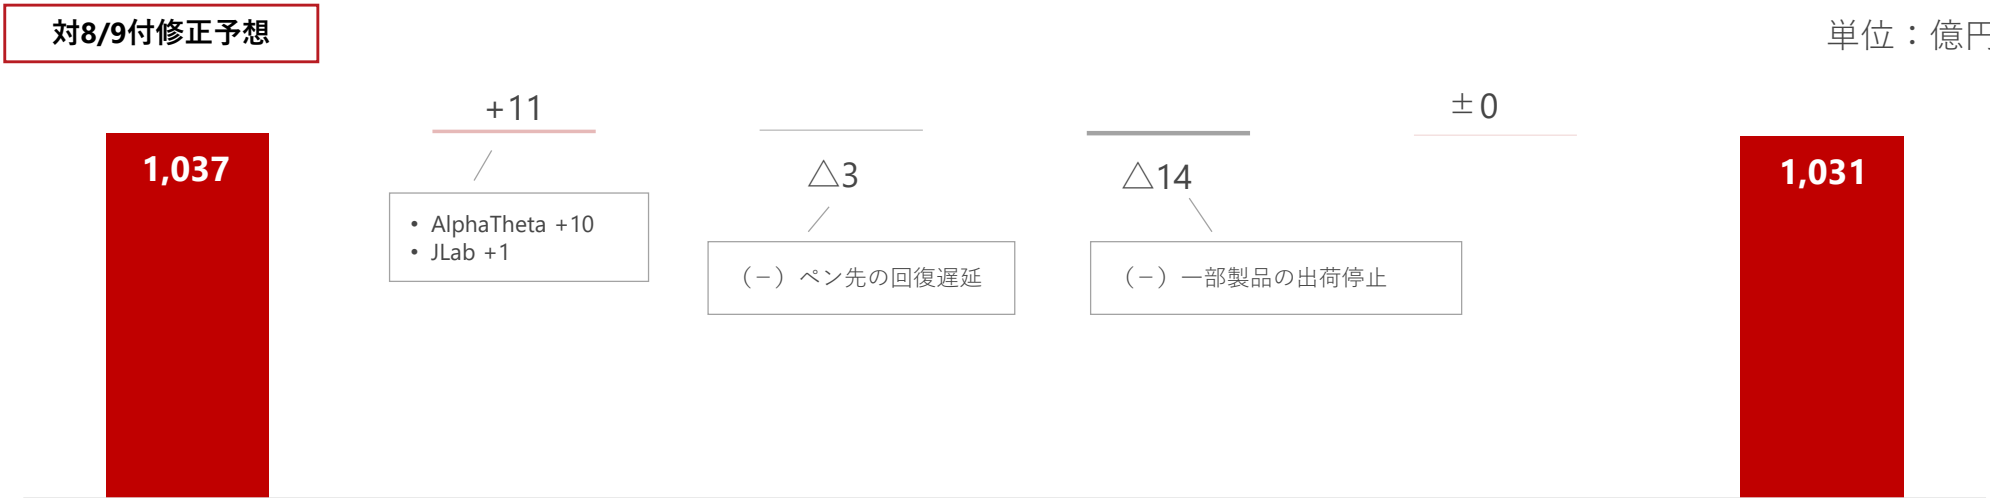 対8/9付修正予想
単位：億円
1,037
+11
• AlphaTheta +10
• JLab +1
△3
（－）ペン先の回復遅延
△14
（－）一部製品の出荷停止
±0
1,031